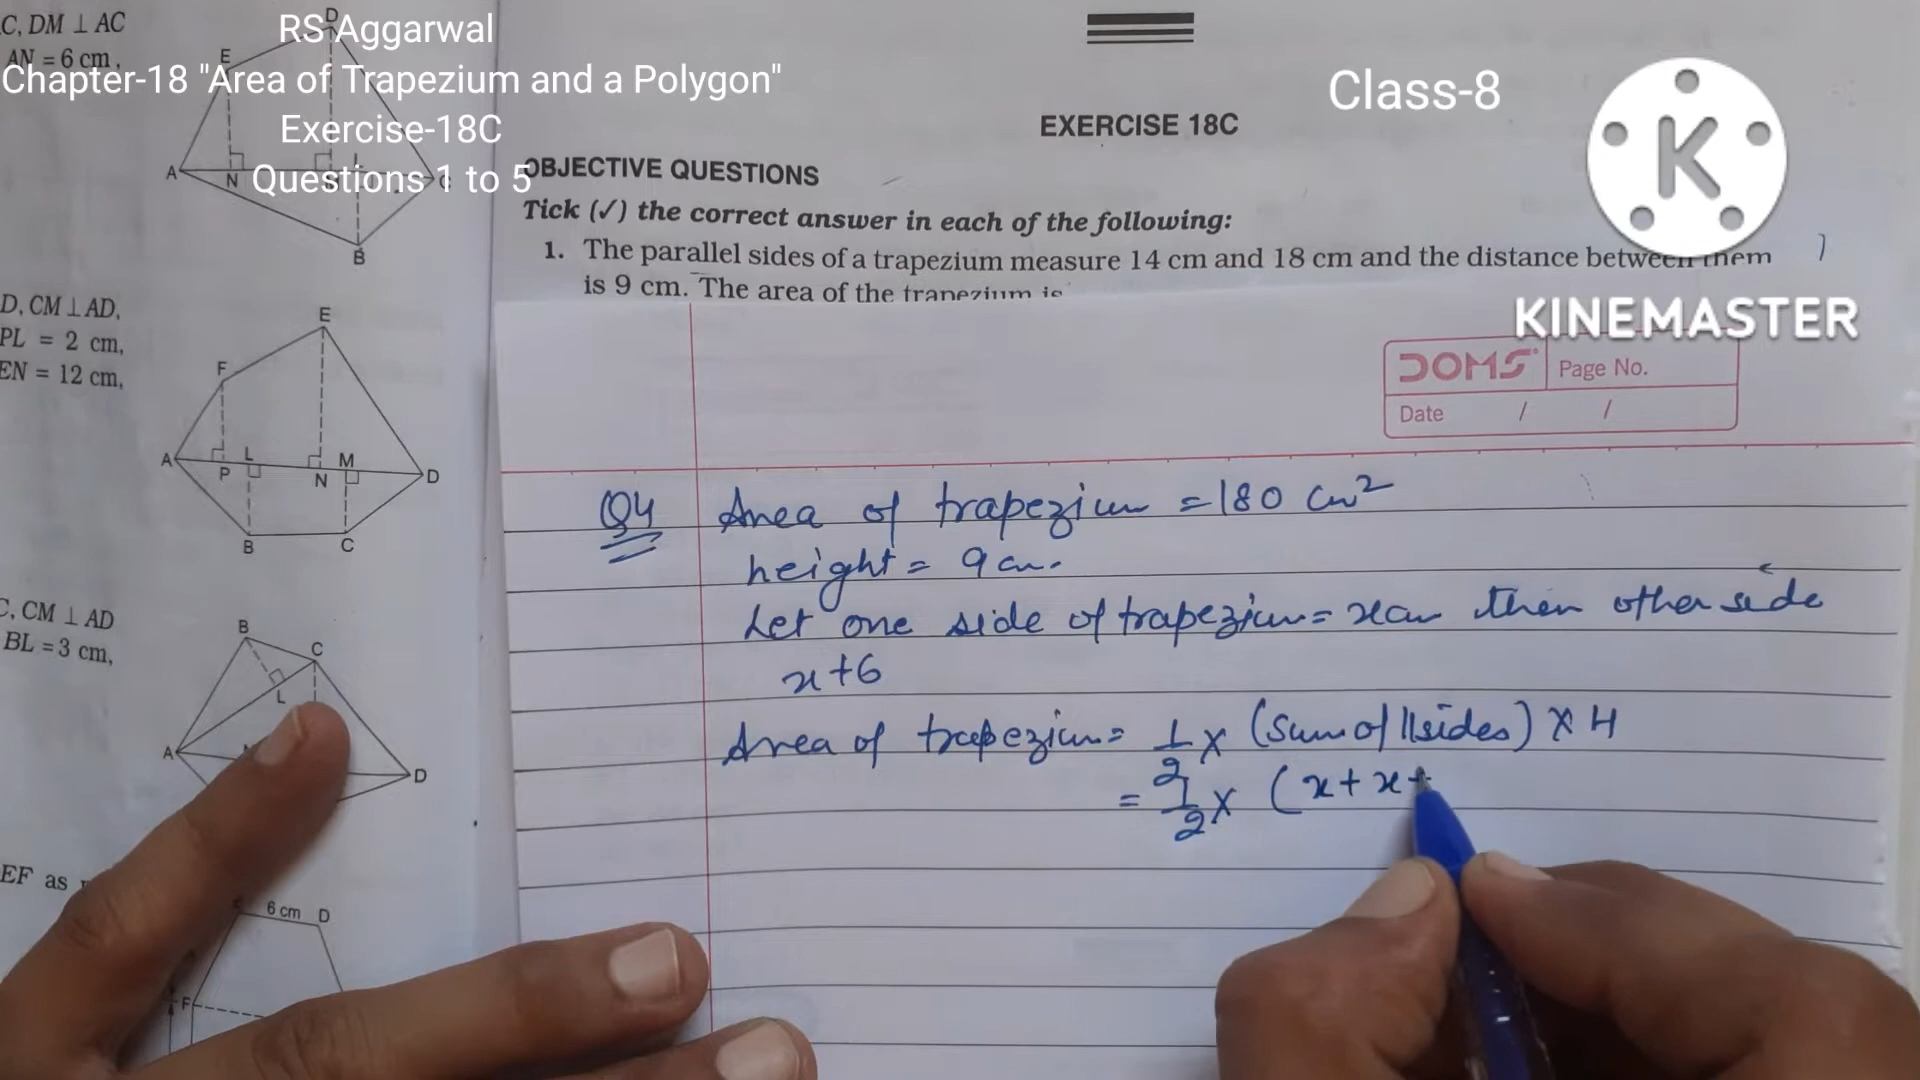 C, DM ⊥ AC
AN = 6 cm,
RS Aggarwal
Chapter-18 "Area of Trapezium and a Polygon"
Exercise-18C
Questions 1 to 5
Class-8
K
KINEMASTER
D
E
A
N
C
B
EXERCISE 18C
OBJECTIVE QUESTIONS
Tick (✓) the correct answer in each of the following:
1. The parallel sides of a trapezium measure 14 cm and 18 cm and the distance between them
is 9 cm. The area of the trapezium is
D, CM ⊥ AD,
PL = 2 cm,
EN = 12 cm,
E
F
A
P
L
N
M
D
B
C
C, CM ⊥ AD
BL = 3 cm,
B
C
L
A
D
EF as
6 cm D
F
DOMS Page No.
Date / /
Q4 Area of trapezium = 180 cm²
height = 9 cm.
Let one side of trapezium = x cm then other side
x+6
Area of trapezium = 1/2 × (Sum of || sides) × H
= 1/2 × (x + x +